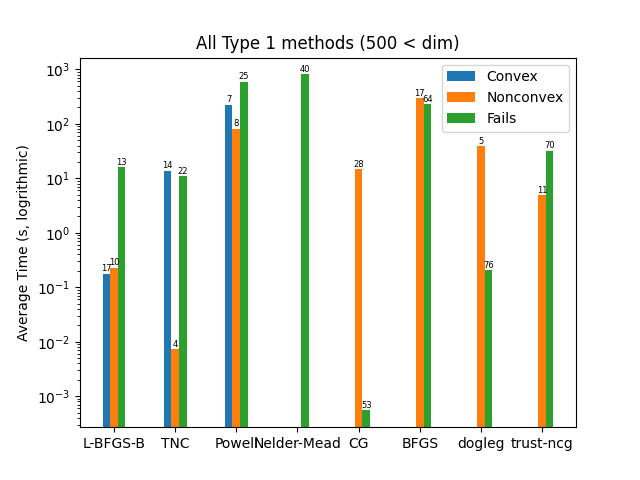 All Type 1 methods (500 < dim)
Average Time (s, logrithmic)
10³
10²
10¹
10⁰
10⁻¹
10⁻²
10⁻³
Convex
Nonconvex
Fails
17
10
13
14
4
22
7
8
25
40
28
53
17
64
5
76
11
70
L-BFGS-B
TNC
Powell
Nelder-Mead
CG
BFGS
dogleg
trust-ncg